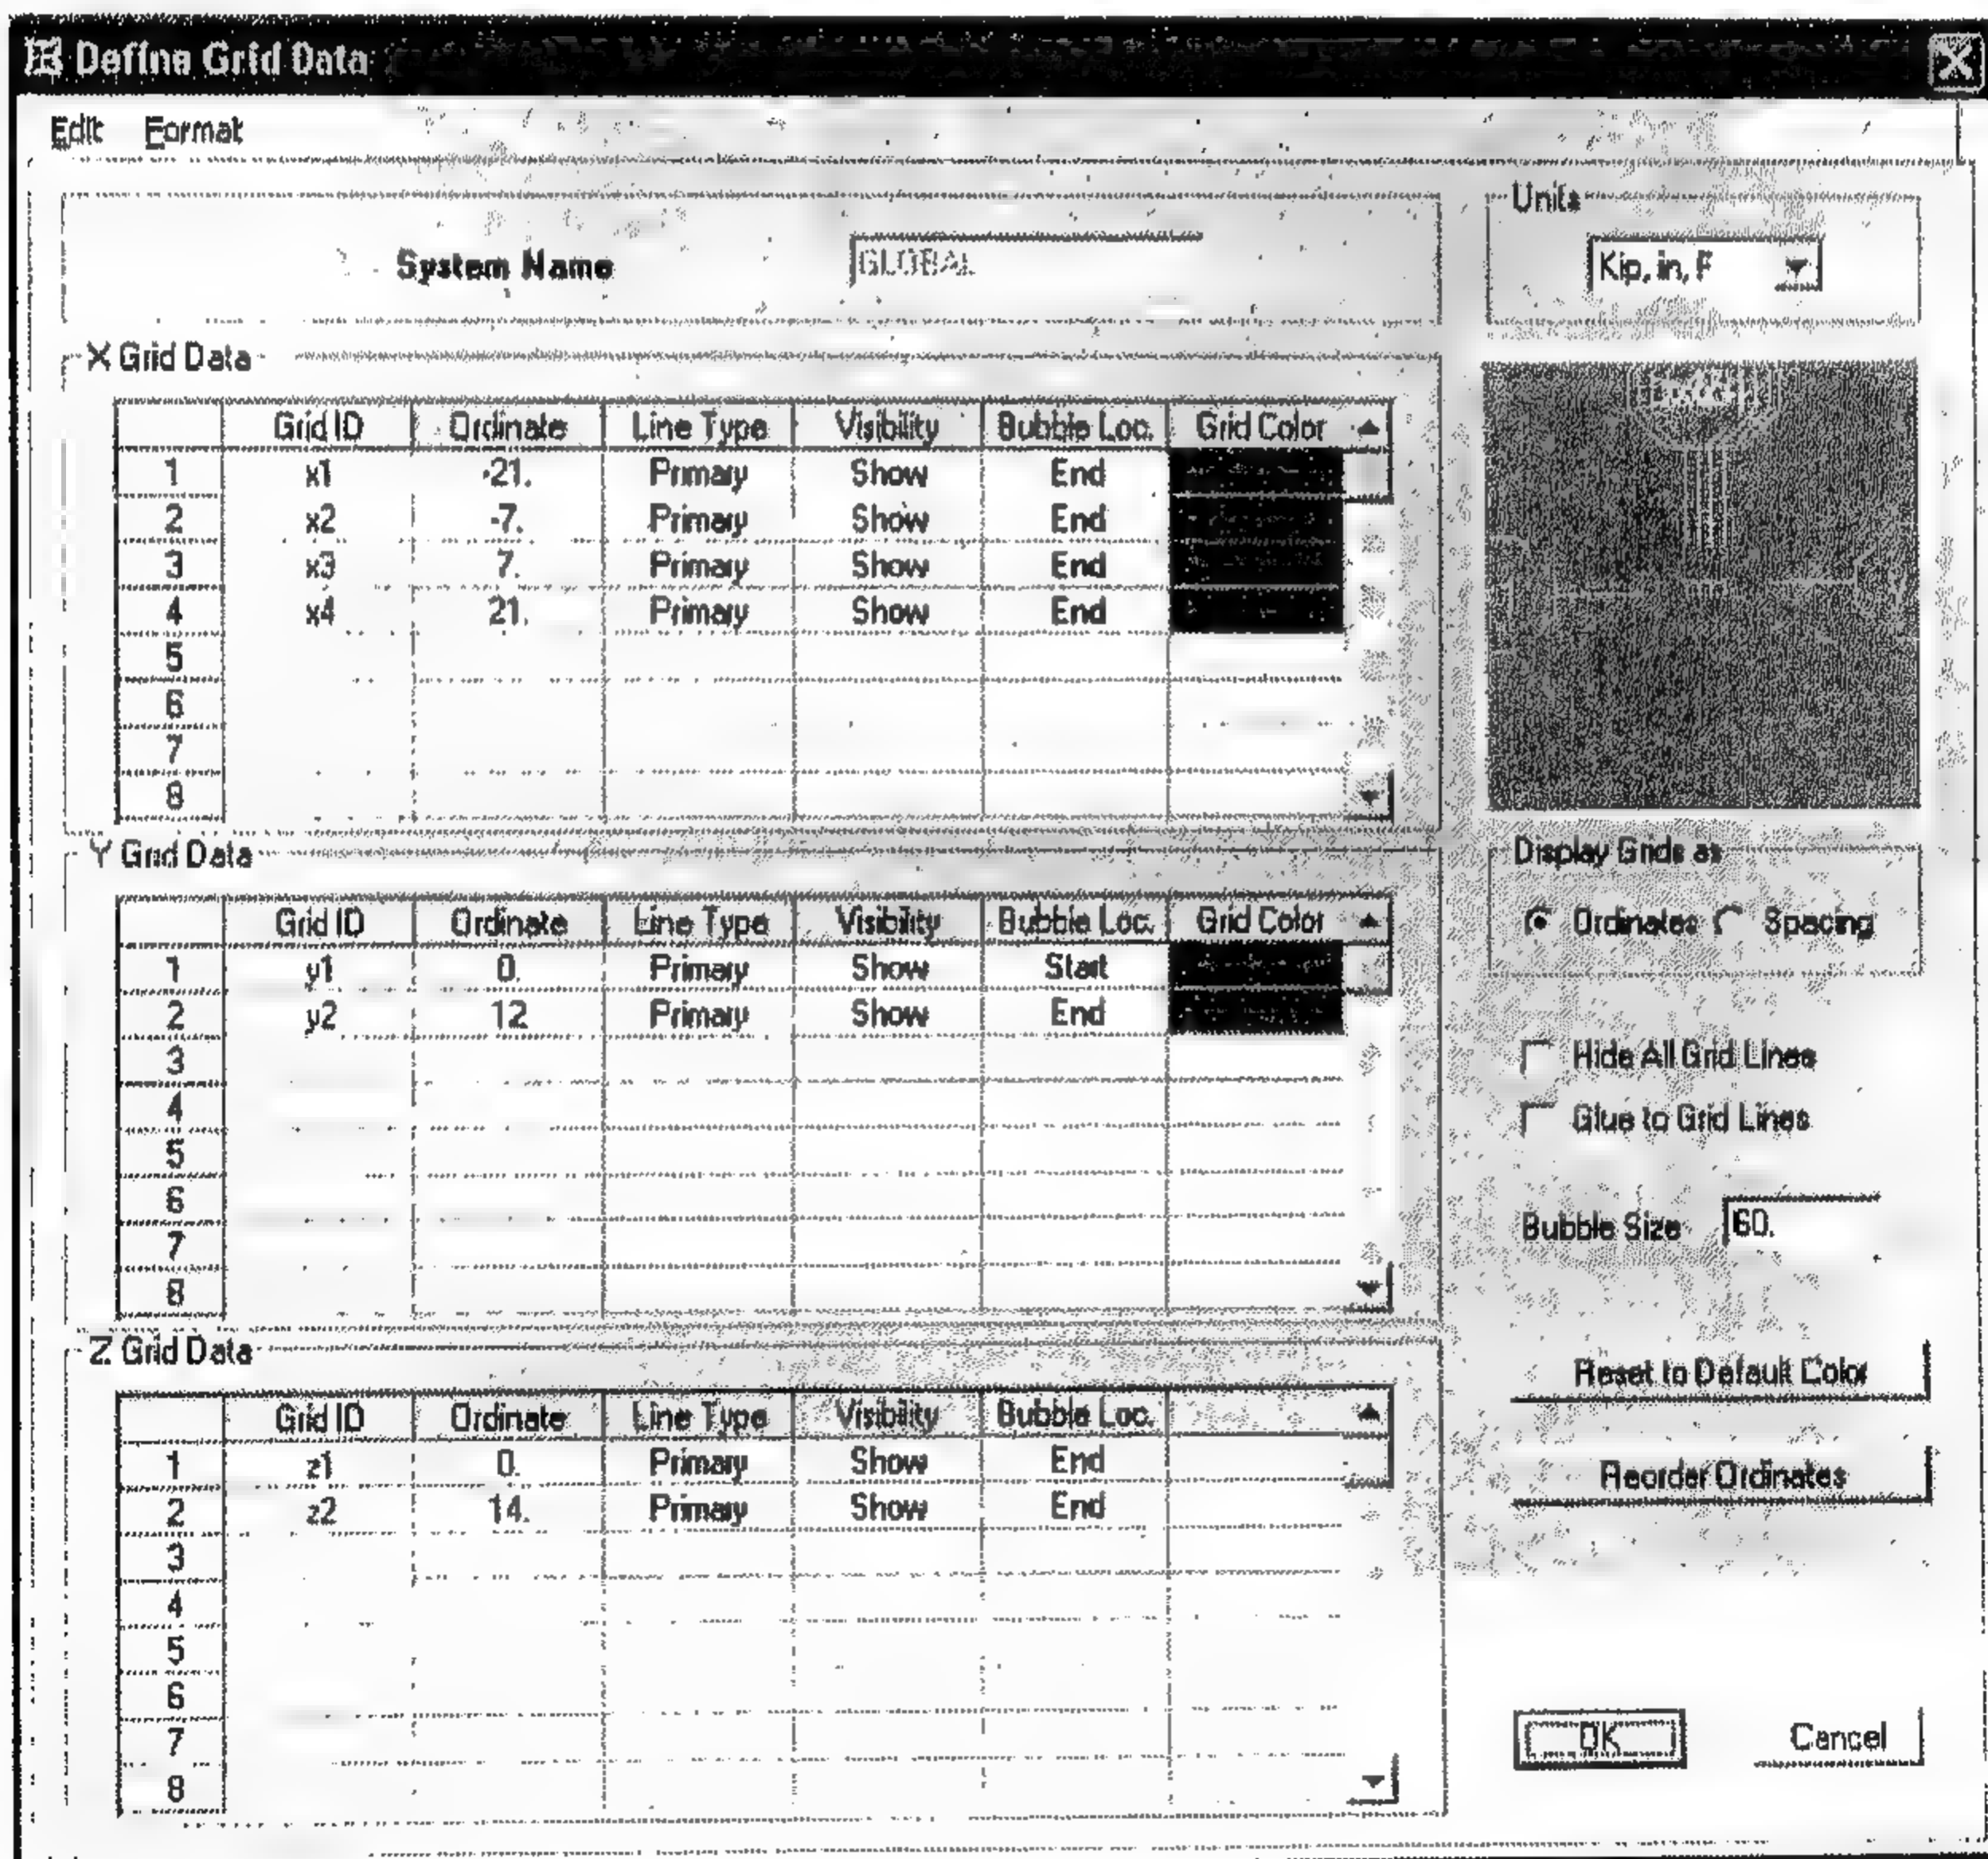 Define Grid Data
Edit Format
System Name GLOBAL
Units
Kip, in, F
X Grid Data
Grid ID Ordinate Line Type Visibility Bubble Loc. Grid Color
1 x1 -21. Primary Show End
2 x2 -7. Primary Show End
3 x3 7. Primary Show End
4 x4 21. Primary Show End
5
6
7
8
Y Grid Data
Grid ID Ordinate Line Type Visibility Bubble Loc. Grid Color
1 y1 0. Primary Show Start
2 y2 12 Primary Show End
3
4
5
6
7
8
Display Grids as
Ordinates Spacing
Hide All Grid Lines
Glue to Grid Lines
Bubble Size 60.
Z Grid Data
Grid ID Ordinate Line Type Visibility Bubble Loc.
1 z1 0. Primary Show End
2 z2 14. Primary Show End
3
4
5
6
7
8
Reset to Default Color
Reorder Ordinates
OK Cancel